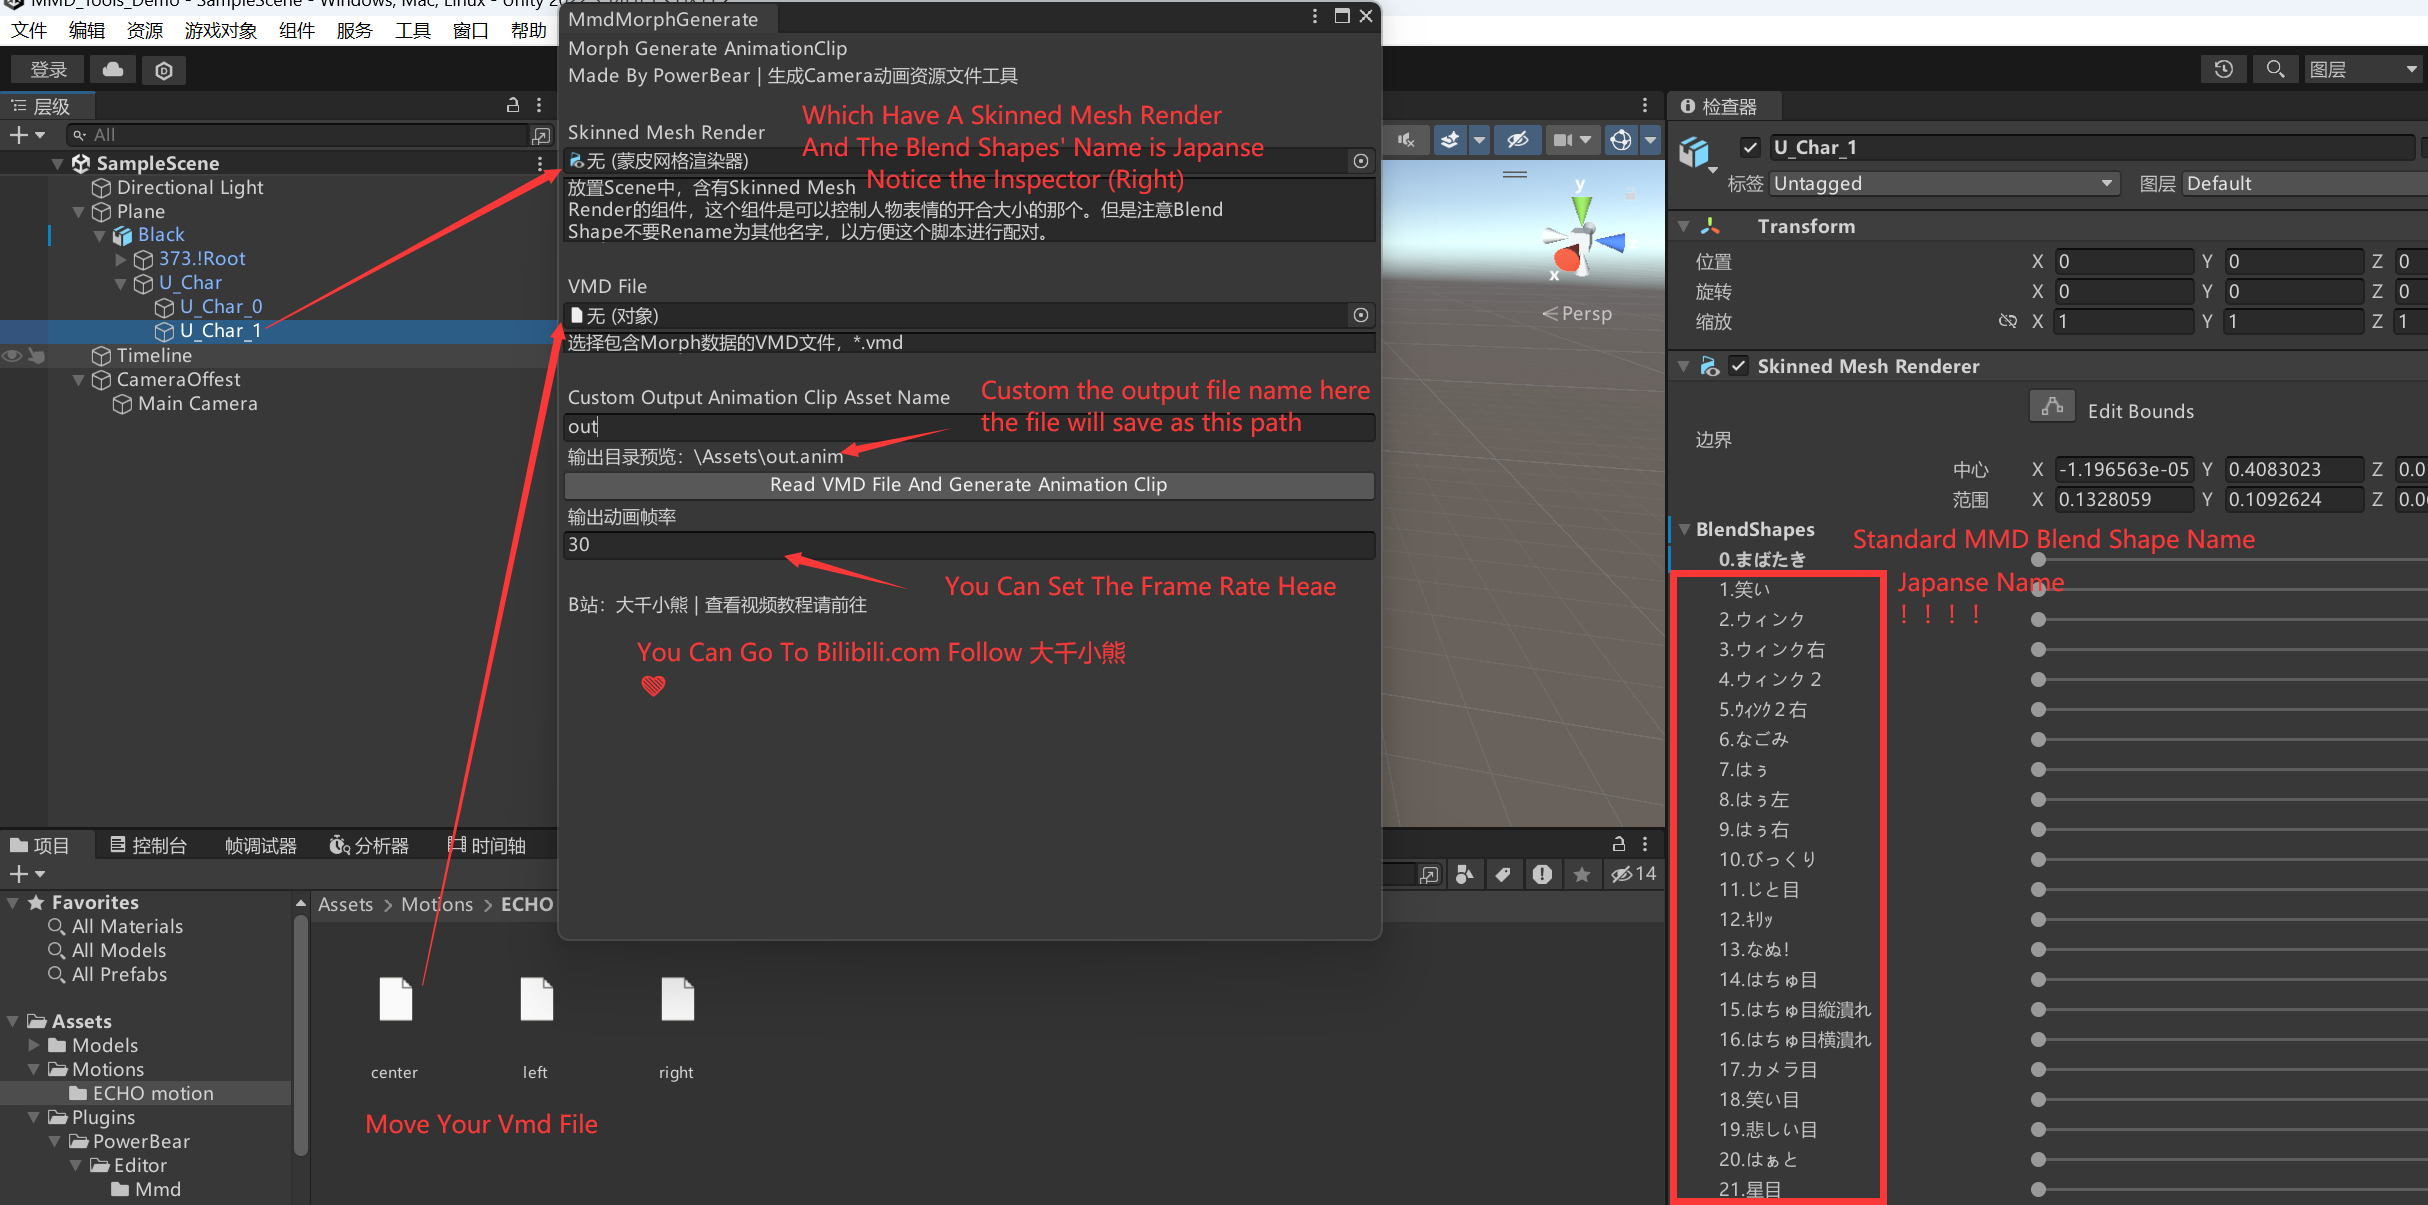 MMD_Tools_Demo - SampleScene - Windows, Mac, Linux - Unity
文件 编辑 资源 游戏对象 组件 服务 工具 窗口 帮助
登录
图层
层级
All
SampleScene
Directional Light
Plane
Black
373.!Root
U_Char
U_Char_0
U_Char_1
Timeline
CameraOffest
Main Camera
MmdMorphGenerate
Morph Generate AnimationClip
Made By PowerBear | 生成Camera动画资源文件工具
Which Have A Skinned Mesh Render
And The Blend Shapes' Name is Japanse
Notice the Inspector (Right)
Skinned Mesh Render
无 (蒙皮网格渲染器)
放置Scene中，含有Skinned Mesh
Render的组件，这个组件是可以控制人物表情的开合大小的那个。但是注意Blend
Shape不要Rename为其他名字，以方便这个脚本进行配对。
VMD File
无 (对象)
选择包含Morph数据的VMD文件，*.vmd
Custom Output Animation Clip Asset Name
Custom the output file name here
the file will save as this path
out
输出目录预览：\Assets\out.anim
Read VMD File And Generate Animation Clip
输出动画帧率
30
You Can Set The Frame Rate Heae
B站：大千小熊 | 查看视频教程请前往
You Can Go To Bilibili.com Follow 大千小熊
y
x
Persp
检查器
U_Char_1
标签 Untagged 图层 Default
Transform
位置 X 0 Y 0 Z 0
旋转 X 0 Y 0 Z 0
缩放 X 1 Y 1 Z 1
Skinned Mesh Renderer
Edit Bounds
边界
中心 X -1.196563e-05 Y 0.4083023 Z 0.0
范围 X 0.1328059 Y 0.1092624 Z 0.0
BlendShapes
Standard MMD Blend Shape Name
Japanse Name
！！！！
0.まばたき
1.笑い
2.ウィンク
3.ウィンク右
4.ウィンク２
5.ｳｨﾝｸ２右
6.なごみ
7.はぅ
8.はぅ左
9.はぅ右
10.びっくり
11.じと目
12.ｷﾘｯ
13.なぬ！
14.はちゅ目
15.はちゅ目縦潰れ
16.はちゅ目横潰れ
17.カメラ目
18.笑い目
19.悲しい目
20.はぁと
21.星目
项目 控制台 帧调试器 分析器 时间轴
14
Favorites
All Materials
All Models
All Prefabs
Assets
Models
Motions
ECHO motion
Plugins
PowerBear
Editor
Mmd
Assets > Motions > ECHO
center left right
Move Your Vmd File